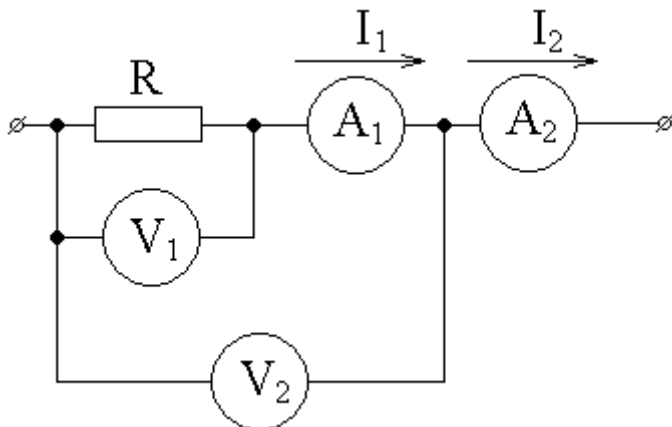 I₁ I₂
R
A₁ A₂
V₁
V₂